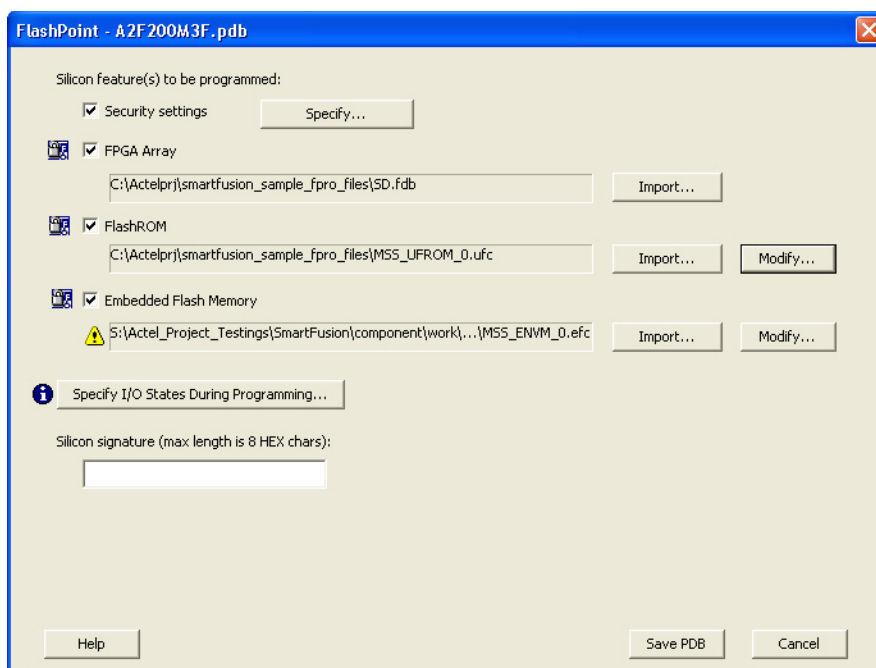 FlashPoint - A2F200M3F.pdb
Silicon feature(s) to be programmed:
Security settings
Specify...
FPGA Array
C:\Actelprj\smartfusion_sample_fpro_files\SD.fdb
Import...
FlashROM
C:\Actelprj\smartfusion_sample_fpro_files\MSS_UFROM_0.ufc
Import...
Modify...
Embedded Flash Memory
S:\Actel_Project_Testings\SmartFusion\component\work\...\MSS_ENVM_0.efc
Import...
Modify...
Specify I/O States During Programming...
Silicon signature (max length is 8 HEX chars):
Help
Save PDB
Cancel